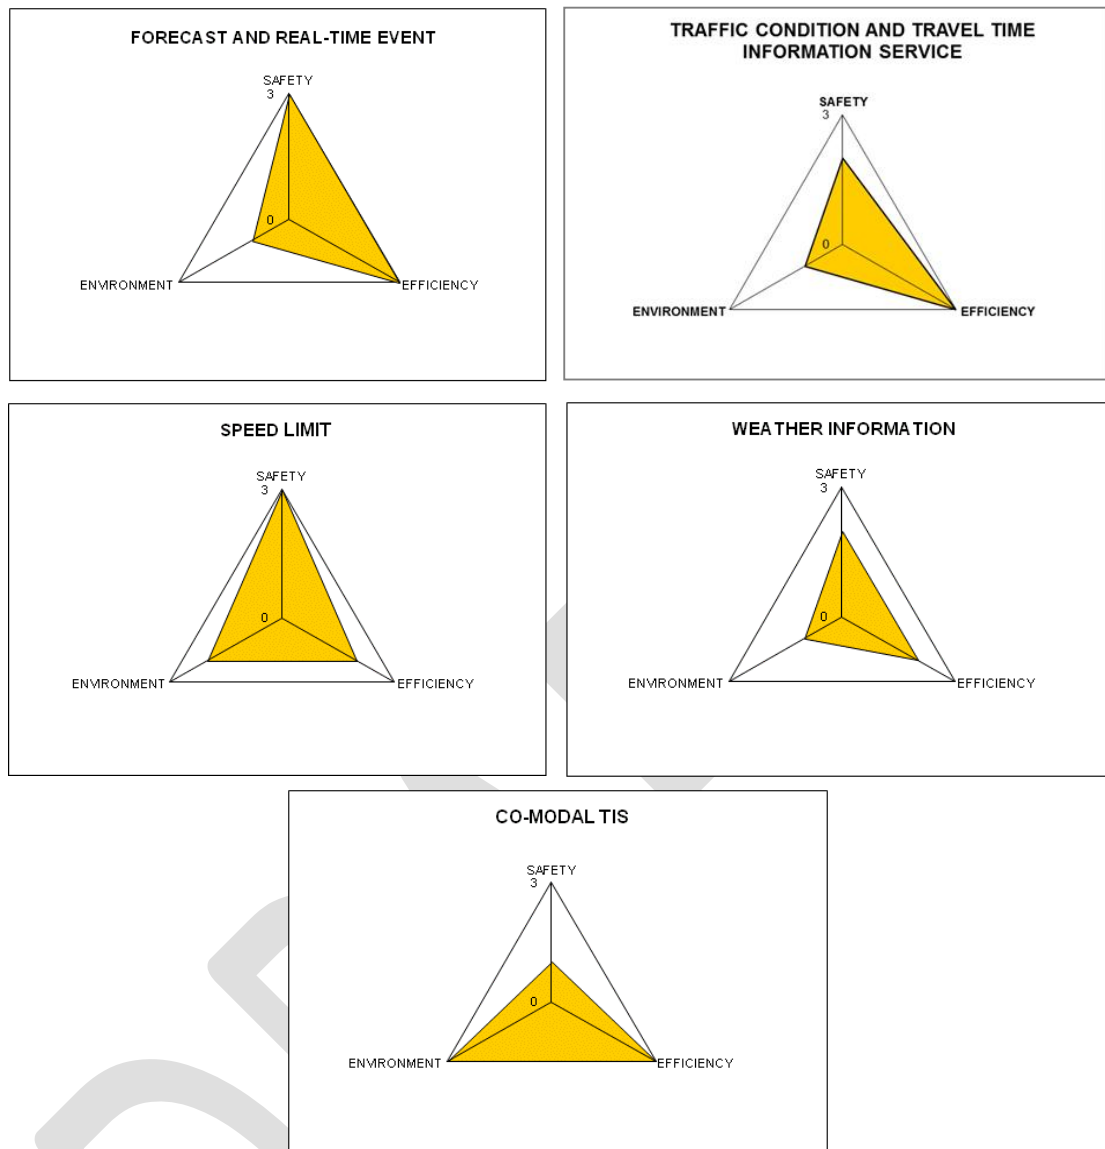 FORECAST AND REAL-TIME EVENT
SAFETY
3
0
ENVIRONMENT
EFFICIENCY
TRAFFIC CONDITION AND TRAVEL TIME
INFORMATION SERVICE
SAFETY
3
0
ENVIRONMENT
EFFICIENCY
SPEED LIMIT
SAFETY
3
0
ENVIRONMENT
EFFICIENCY
WEATHER INFORMATION
SAFETY
3
0
ENVIRONMENT
EFFICIENCY
CO-MODAL TIS
SAFETY
3
0
ENVIRONMENT
EFFICIENCY